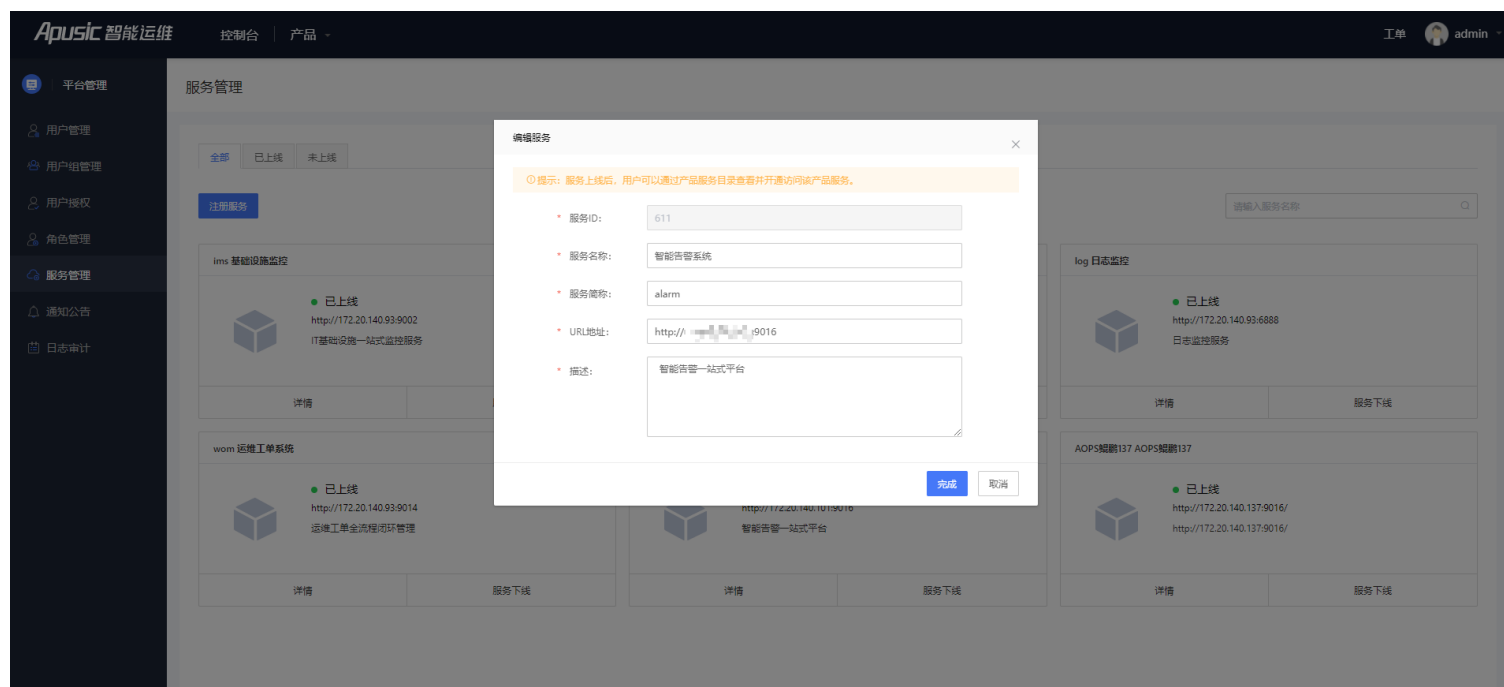 Apusic 智能运维
控制台
产品
工单
admin
平台管理
用户管理
用户组管理
用户授权
角色管理
服务管理
通知公告
日志审计
服务管理
全部
已上线
未上线
注册服务
请输入服务名称
ims 基础设施监控
已上线
http://172.20.140.93:9002
IT基础设施一站式监控服务
详情
log 日志监控
已上线
http://172.20.140.93:6888
日志监控服务
详情
服务下线
编辑服务
提示：服务上线后，用户可以通过产品服务目录查看并开通访问该产品服务。
* 服务ID:
611
* 服务名称:
智能告警系统
* 服务简称:
alarm
* URL地址:
http:// :9016
* 描述:
智能告警一站式平台
完成
取消
wom 运维工单系统
已上线
http://172.20.140.93:9014
运维工单全流程闭环管理
详情
服务下线
http://172.20.140.101:9016
智能告警一站式平台
详情
服务下线
AOPS鲲鹏137 AOPS鲲鹏137
已上线
http://172.20.140.137:9016/
http://172.20.140.137:9016/
详情
服务下线